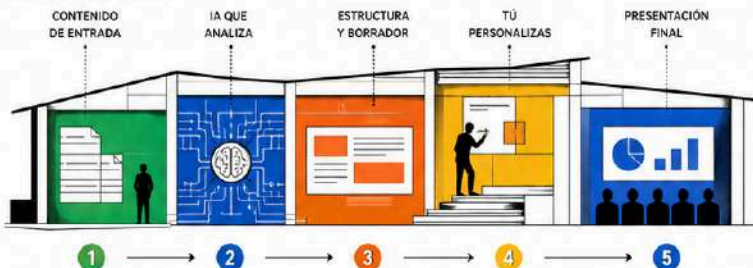 CONTENIDO
DE ENTRADA
IA QUE
ANALIZA
ESTRUCTURA
Y BORRADOR
TÚ
PERSONALIZAS
PRESENTACIÓN
FINAL
1
2
3
4
5